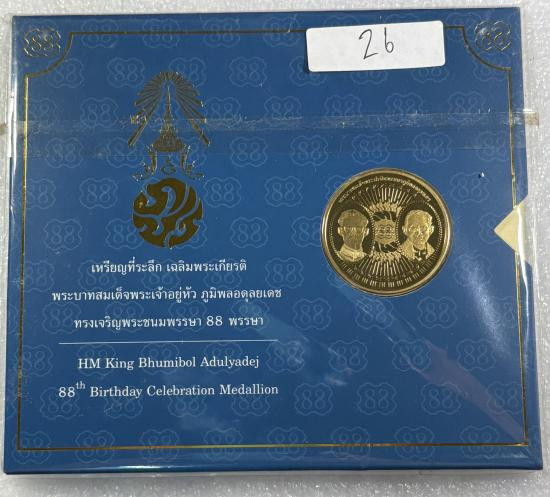 26
เหรียญที่ระลึก เฉลิมพระเกียรติ
พระบาทสมเด็จพระเจ้าอยู่หัว ภูมิพลอดุลยเดช
ทรงเจริญพระชนมพรรษา 88 พรรษา
HM King Bhumibol Adulyadej
88th Birthday Celebration Medallion